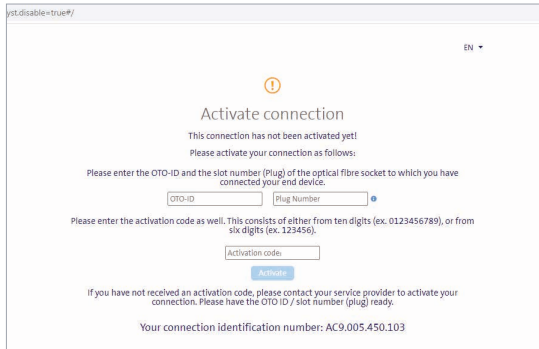 yst.disable=true#/
EN
Activate connection
This connection has not been activated yet!
Please activate your connection as follows:
Please enter the OTO-ID and the slot number (Plug) of the optical fibre socket to which you have
connected your end device.
OTO-ID Plug Number
Please enter the activation code as well. This consists of either from ten digits (ex. 0123456789), or from
six digits (ex. 123456).
Activation code:
Activate
If you have not received an activation code, please contact your service provider to activate your
connection. Please have the OTO ID / slot number (plug) ready.
Your connection identification number: AC9.005.450.103